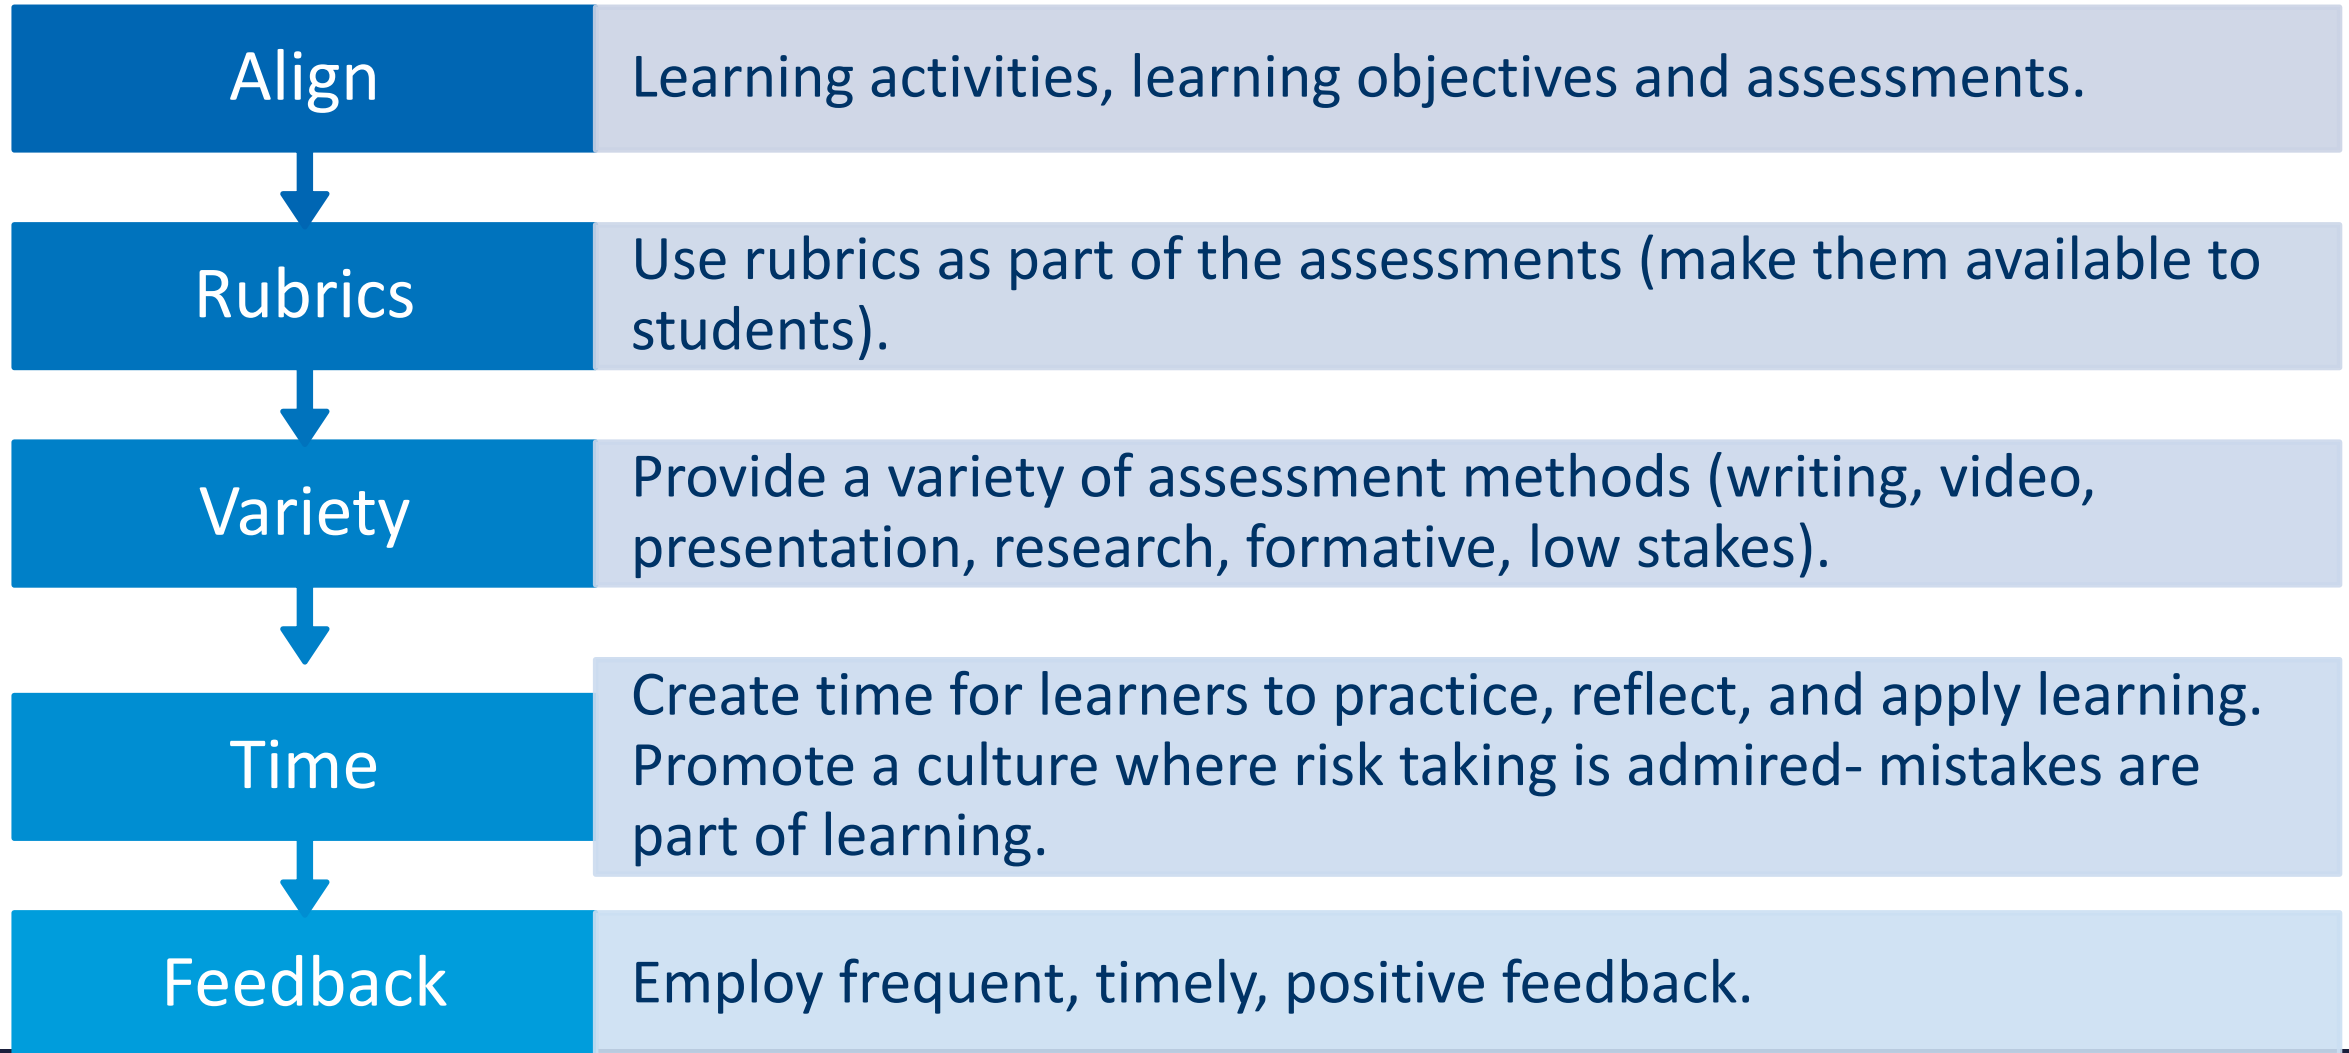 Align
Learning activities, learning objectives and assessments.
Rubrics
Use rubrics as part of the assessments (make them available to
students).
Variety
Provide a variety of assessment methods (writing, video,
presentation, research, formative, low stakes).
Time
Create time for learners to practice, reflect, and apply learning.
Promote a culture where risk taking is admired- mistakes are
part of learning.
Feedback
Employ frequent, timely, positive feedback.